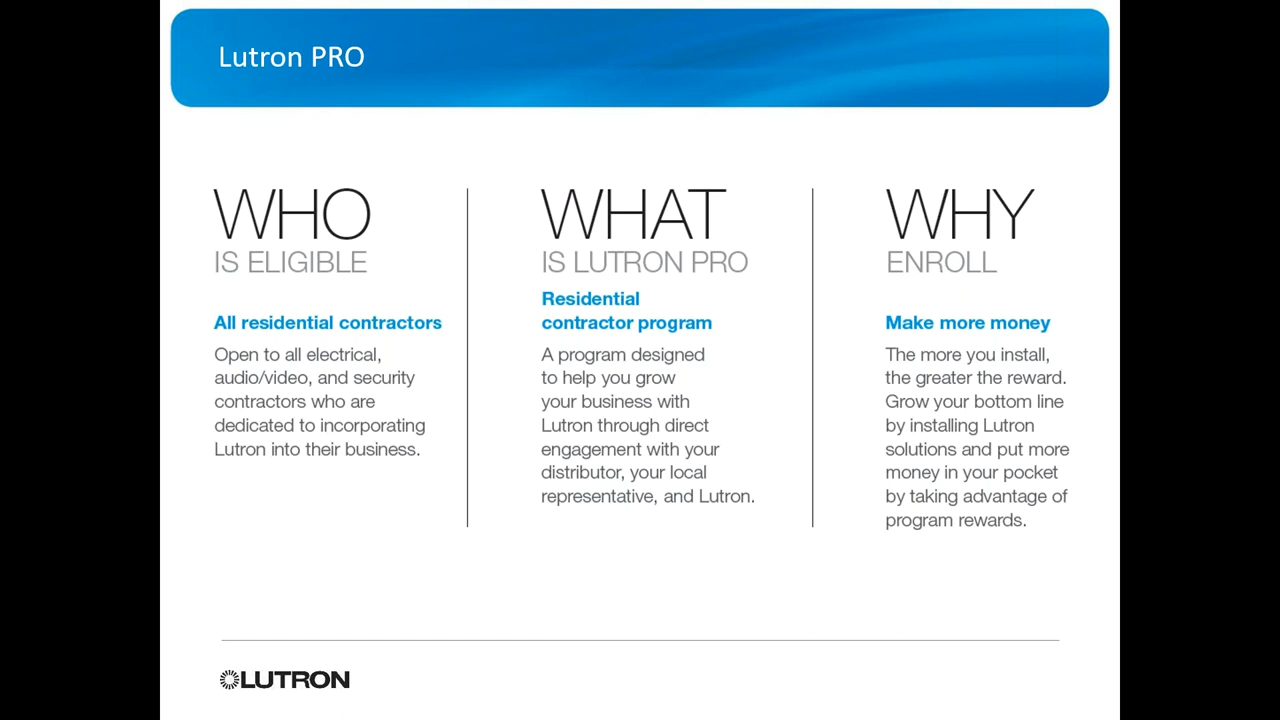 Lutron PRO
WHO
IS ELIGIBLE
All residential contractors
Open to all electrical,
audio/video, and security
contractors who are
dedicated to incorporating
Lutron into their business.
WHAT
IS LUTRON PRO
Residential
contractor program
A program designed
to help you grow
your business with
Lutron through direct
engagement with your
distributor, your local
representative, and Lutron.
WHY
ENROLL
Make more money
The more you install,
the greater the reward.
Grow your bottom line
by installing Lutron
solutions and put more
money in your pocket
by taking advantage of
program rewards.
LUTRON